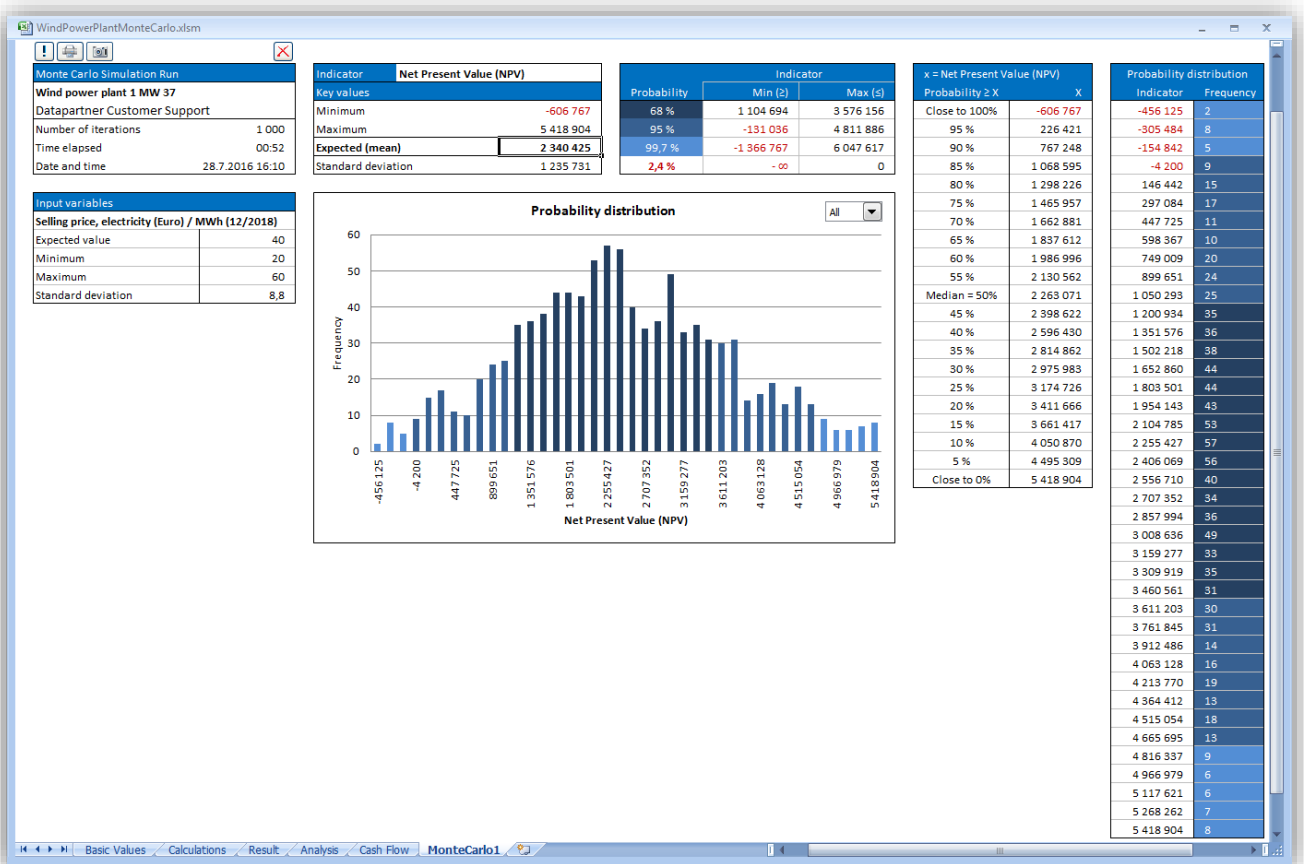 WindPowerPlantMonteCarlo.xlsm
Monte Carlo Simulation Run
Wind power plant 1 MW 37
Datapartner Customer Support
Number of iterations 1 000
Time elapsed 00:52
Date and time 28.7.2016 16:10
Input variables
Selling price, electricity (Euro) / MWh (12/2018)
Expected value 40
Minimum 20
Maximum 60
Standard deviation 8,8
Indicator Net Present Value (NPV)
Key values
Minimum -606 767
Maximum 5 418 904
Expected (mean) 2 340 425
Standard deviation 1 235 731
Indicator
Probability Min (≥) Max (≤)
68 % 1 104 694 3 576 156
95 % -131 036 4 811 886
99,7 % -1 366 767 6 047 617
2,4 % - ∞ 0
Probability distribution
All
Frequency
60
50
40
30
20
10
0
-456 125
-4 200
447 725
899 651
1 351 576
1 803 501
2 255 427
2 707 352
3 159 277
3 611 203
4 063 128
4 515 054
4 966 979
5 418 904
Net Present Value (NPV)
x = Net Present Value (NPV)
Probability ≥ X X
Close to 100% -606 767
95 % 226 421
90 % 767 248
85 % 1 068 595
80 % 1 298 226
75 % 1 465 957
70 % 1 662 881
65 % 1 837 612
60 % 1 986 996
55 % 2 130 562
Median = 50% 2 263 071
45 % 2 398 622
40 % 2 596 430
35 % 2 814 862
30 % 2 975 983
25 % 3 174 726
20 % 3 411 666
15 % 3 661 417
10 % 4 050 870
5 % 4 495 309
Close to 0% 5 418 904
Probability distribution
Indicator Frequency
-456 125 2
-305 484 8
-154 842 5
-4 200 9
146 442 15
297 084 17
447 725 11
598 367 10
749 009 20
899 651 24
1 050 293 25
1 200 934 35
1 351 576 36
1 502 218 38
1 652 860 44
1 803 501 44
1 954 143 43
2 104 785 53
2 255 427 57
2 406 069 56
2 556 710 40
2 707 352 34
2 857 994 36
3 008 636 49
3 159 277 33
3 309 919 35
3 460 561 31
3 611 203 30
3 761 845 31
3 912 486 14
4 063 128 16
4 213 770 19
4 364 412 13
4 515 054 18
4 665 695 13
4 816 337 9
4 966 979 6
5 117 621 6
5 268 262 7
5 418 904 8
Basic Values Calculations Result Analysis Cash Flow MonteCarlo1